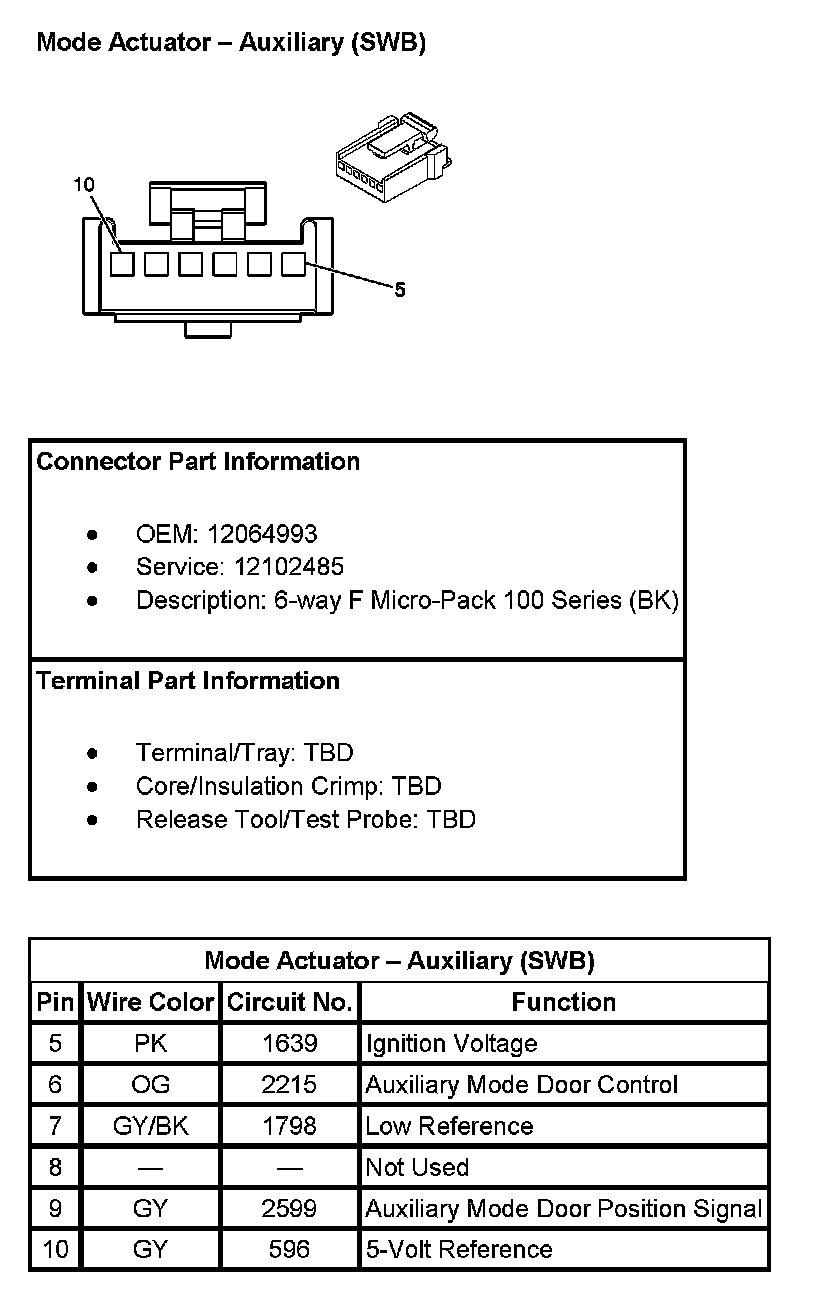 Mode Actuator – Auxiliary (SWB)
10
5
Connector Part Information
• OEM: 12064993
• Service: 12102485
• Description: 6-way F Micro-Pack 100 Series (BK)
Terminal Part Information
• Terminal/Tray: TBD
• Core/Insulation Crimp: TBD
• Release Tool/Test Probe: TBD
Mode Actuator – Auxiliary (SWB)
Pin Wire Color Circuit No. Function
5 PK 1639 Ignition Voltage
6 OG 2215 Auxiliary Mode Door Control
7 GY/BK 1798 Low Reference
8 — — Not Used
9 GY 2599 Auxiliary Mode Door Position Signal
10 GY 596 5-Volt Reference